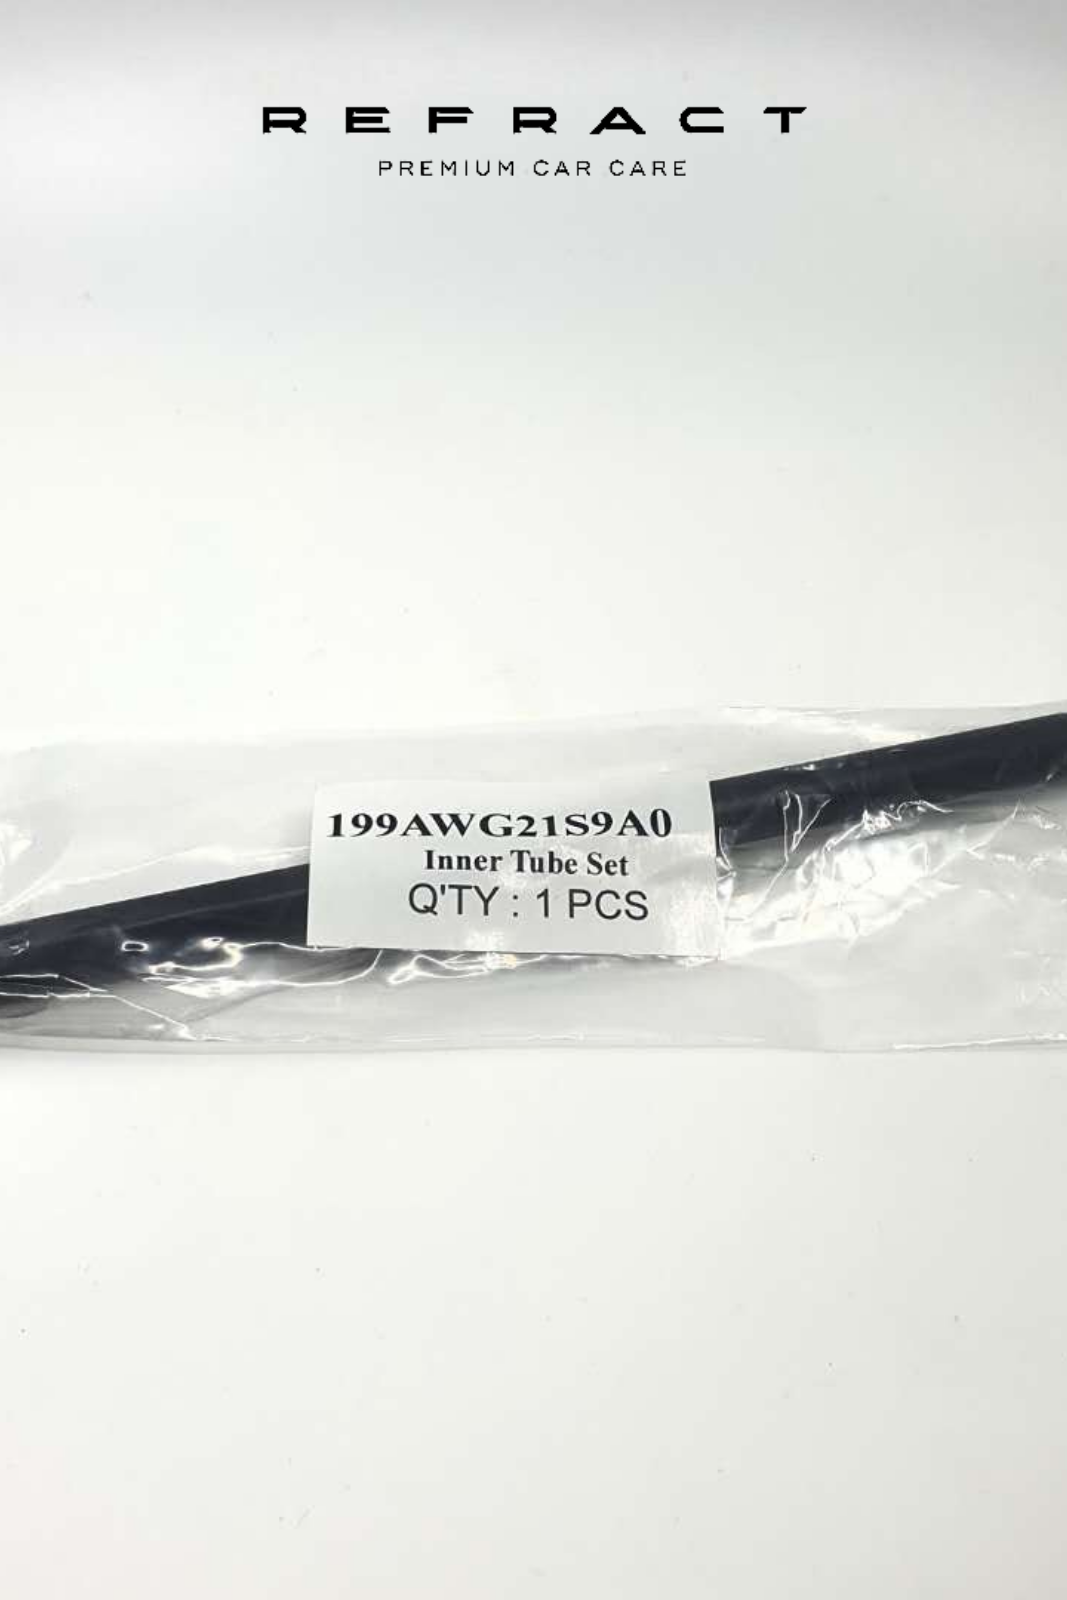 REFRACT
PREMIUM CAR CARE
199AWG21S9A0
Inner Tube Set
Q'TY : 1 PCS